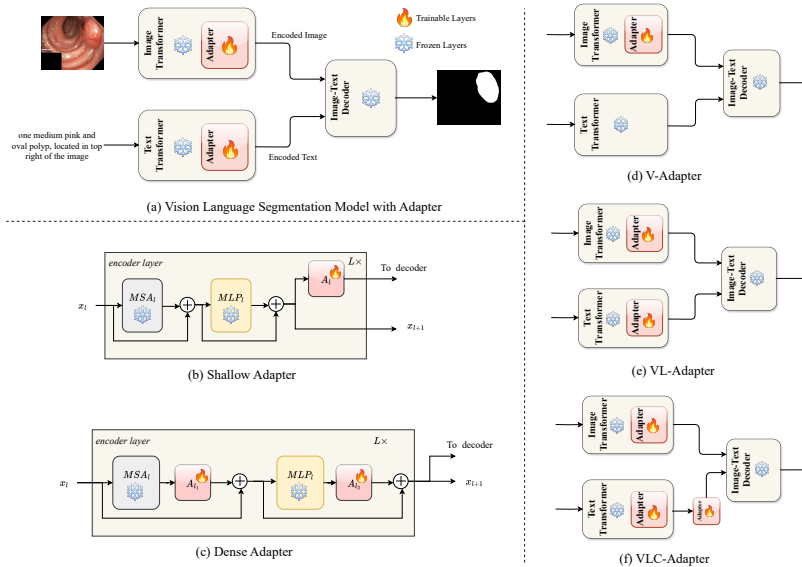 Image
Transformer
Adapter
Encoded Image
Trainable Layers
Frozen Layers
Image-Text
Decoder
one medium pink and
oval polyp, located in top
right of the image
Text
Transformer
Adapter
Encoded Text
(a) Vision Language Segmentation Model with Adapter
encoder layer
L×
x_l
MSA_l
MLP_l
A_l
To decoder
x_{l+1}
(b) Shallow Adapter
encoder layer
L×
x_l
MSA_l
A_{l_1}
MLP_l
A_{l_2}
To decoder
x_{l+1}
(c) Dense Adapter
Image
Transformer
Adapter
Text
Transformer
Image-Text
Decoder
(d) V-Adapter
Image
Transformer
Adapter
Text
Transformer
Adapter
Image-Text
Decoder
(e) VL-Adapter
Image
Transformer
Adapter
Text
Transformer
Adapter
Adapter
Image-Text
Decoder
(f) VLC-Adapter